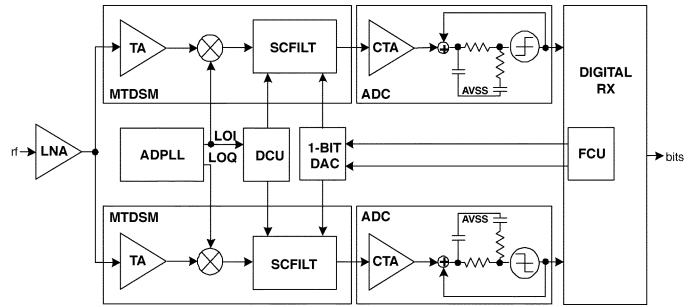 TA
SCFILT
MTDSM
CTA
AVSS
ADC
DIGITAL
RX
rf
LNA
ADPLL
LOI
LOQ
DCU
1-BIT
DAC
FCU
bits
MTDSM
TA
SCFILT
ADC
CTA
AVSS